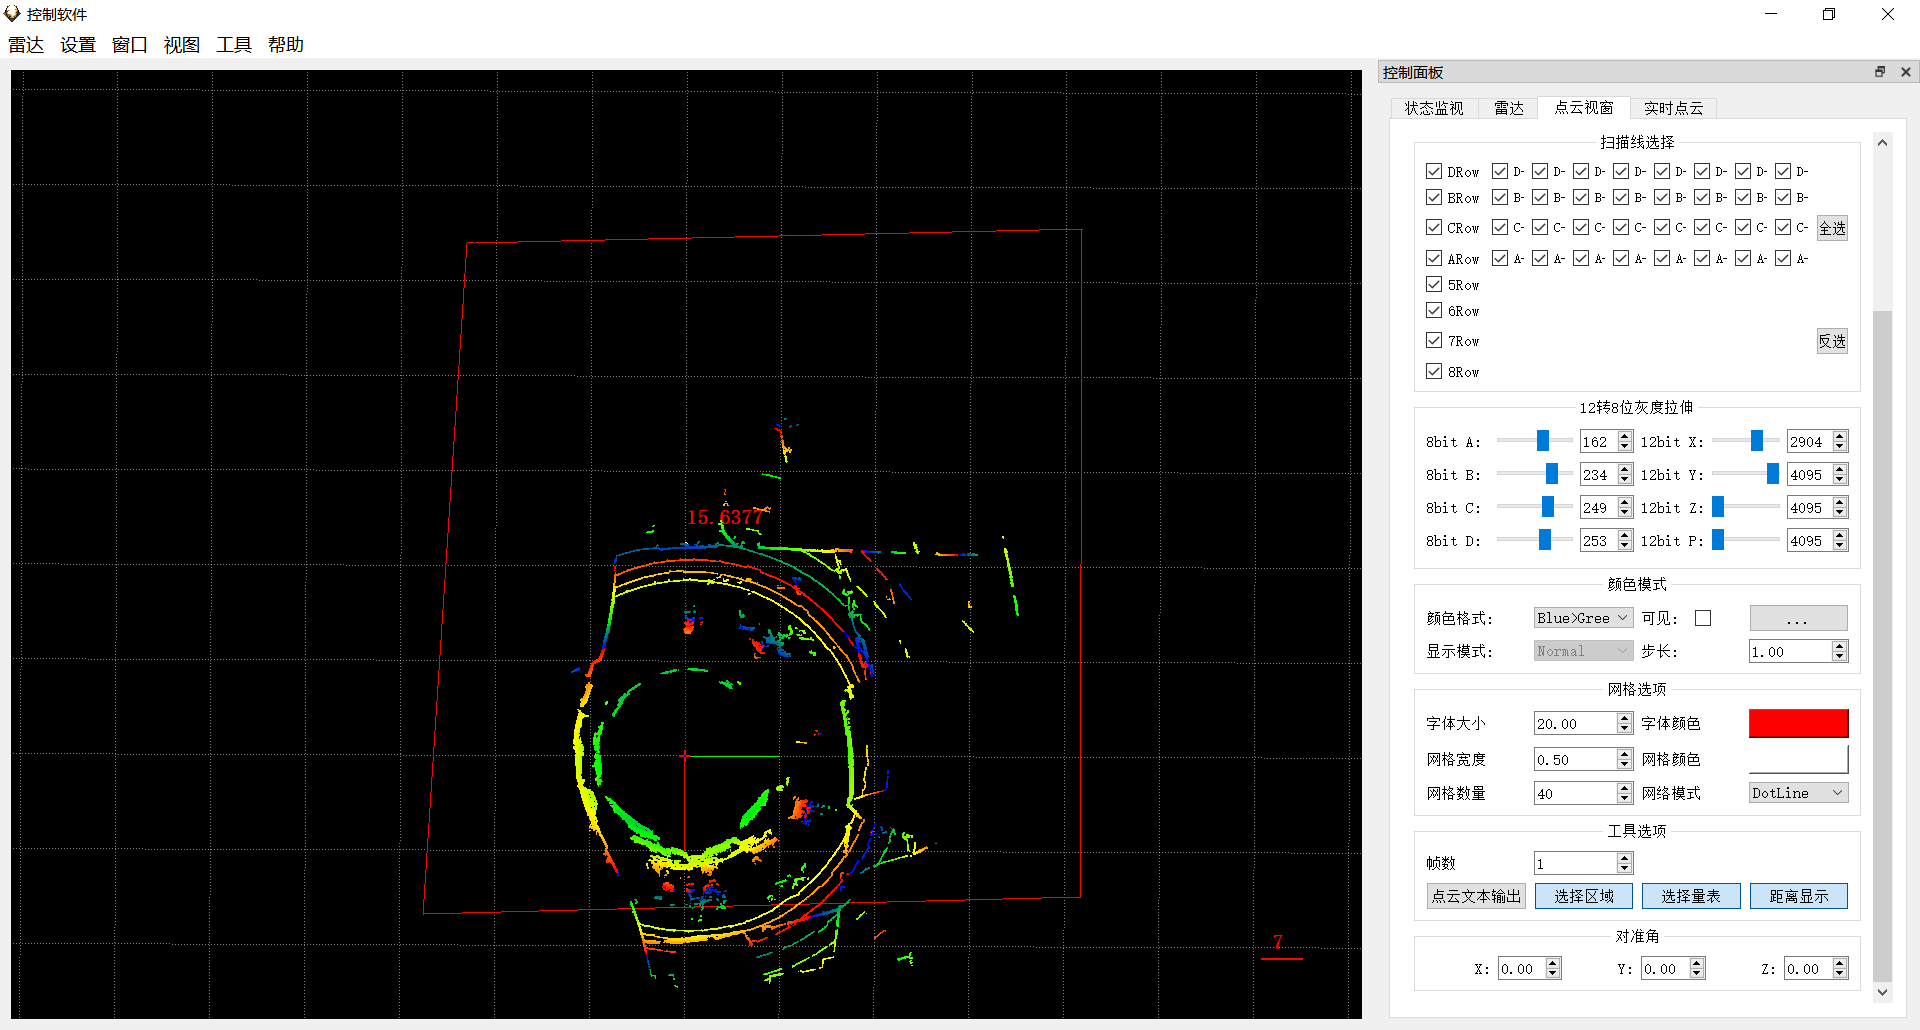 控制软件
雷达 设置 窗口 视图 工具 帮助
15.6377
7
控制面板
状态监视 雷达 点云视窗 实时点云
扫描线选择
DRow D- D- D- D- D- D- D- D-
BRow B- B- B- B- B- B- B- B-
CRow C- C- C- C- C- C- C- C- 全选
ARow A- A- A- A- A- A- A- A-
5Row
6Row
7Row 反选
8Row
12转8位灰度拉伸
8bit A: 162 12bit X: 2904
8bit B: 234 12bit Y: 4095
8bit C: 249 12bit Z: 4095
8bit D: 253 12bit P: 4095
颜色模式
颜色格式: Blue>Gree 可见: ...
显示模式: Normal 步长: 1.00
网格选项
字体大小 20.00 字体颜色
网格宽度 0.50 网格颜色
网格数量 40 网络模式 DotLine
工具选项
帧数 1
点云文本输出 选择区域 选择量表 距离显示
对准角
X: 0.00 Y: 0.00 Z: 0.00